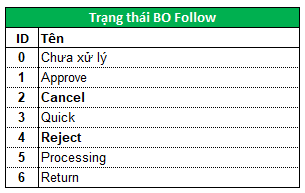 Trạng thái BO Follow
ID Tên
0 Chưa xử lý
1 Approve
2 Cancel
3 Quick
4 Reject
5 Processing
6 Return